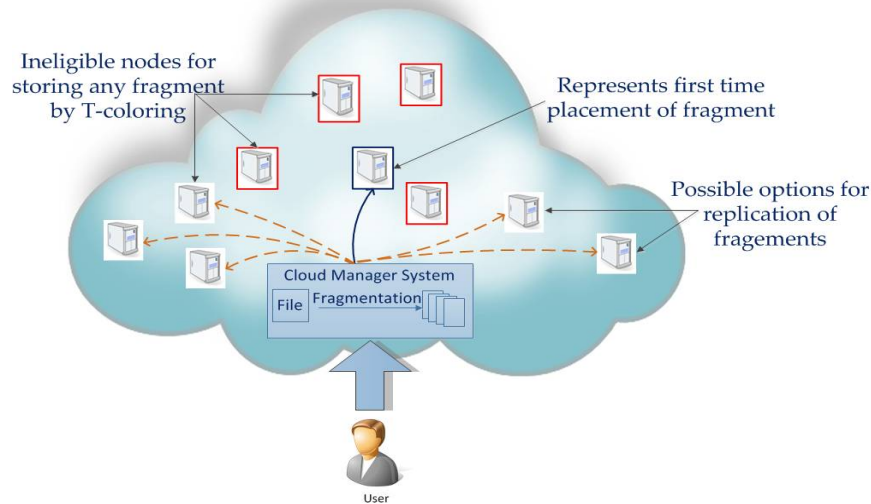 Ineligible nodes for
storing any fragment
by T-coloring
Represents first time
placement of fragment
Possible options for
replication of
fragements
Cloud Manager System
File
Fragmentation
User